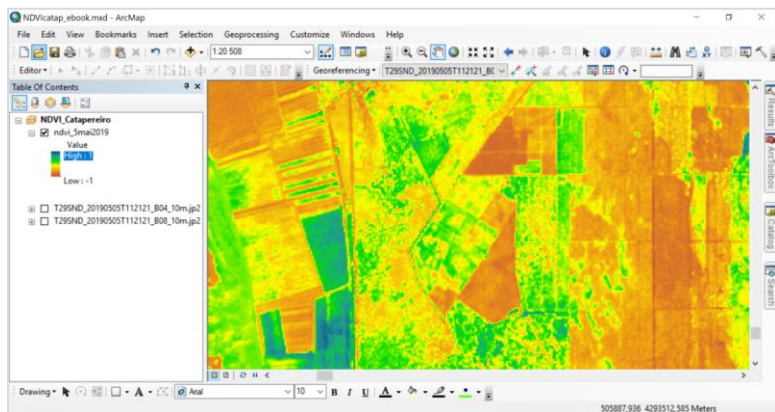 NDVIcatap_ebook.mxd - ArcMap
File Edit View Bookmarks Insert Selection Geoprocessing Customize Windows Help
1:20 508
Editor Georeferencing T29SND_20190505T112121_B(
Table Of Contents
NDVI_Catapereiro
ndvi_5mai2019
Value
High : 1
Low : -1
T29SND_20190505T112121_B04_10m.jp2
T29SND_20190505T112121_B08_10m.jp2
Results
ArcToolbox
Catalog
Search
Drawing A Arial 10 B I U A
505887,936 4293512,585 Meters